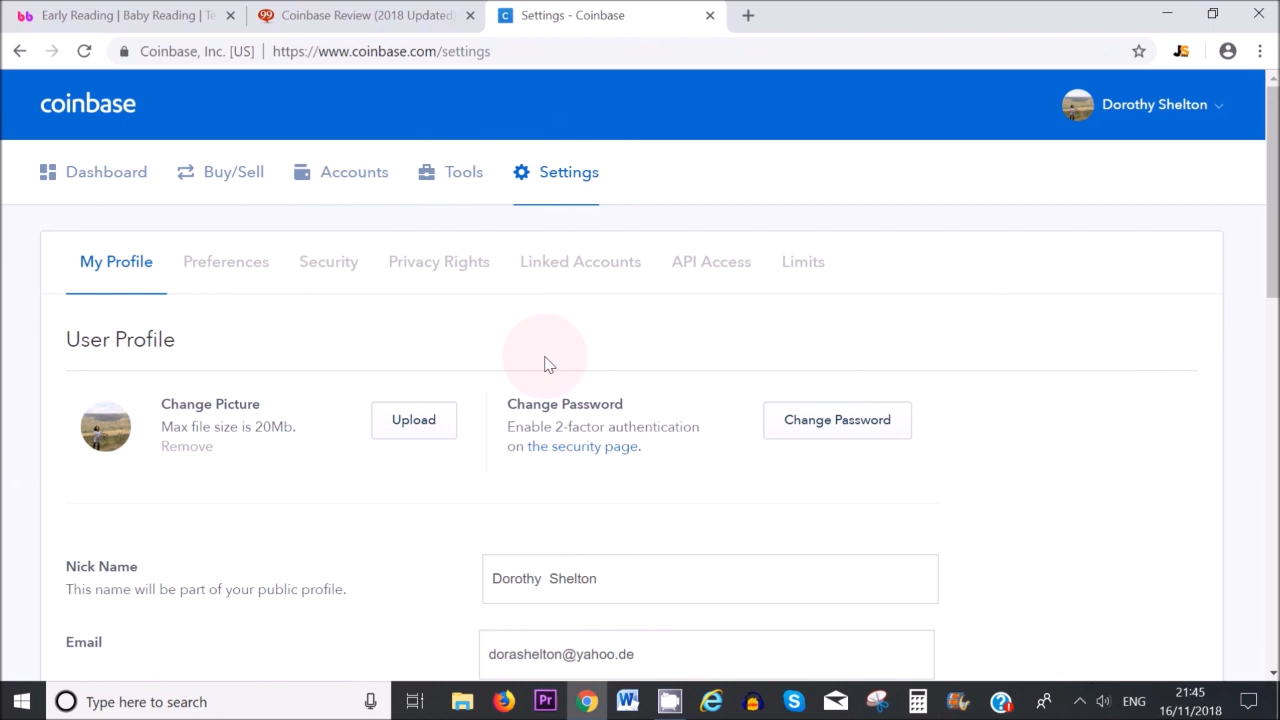 Early Reading | Baby Reading | Te
Coinbase Review (2018 Updated)
Settings - Coinbase
Coinbase, Inc. [US] | https://www.coinbase.com/settings
coinbase
Dorothy Shelton
Dashboard Buy/Sell Accounts Tools Settings
My Profile Preferences Security Privacy Rights Linked Accounts API Access Limits
User Profile
Change Picture
Max file size is 20Mb.
Remove
Upload
Change Password
Enable 2-factor authentication
on the security page.
Change Password
Nick Name
This name will be part of your public profile.
Dorothy Shelton
Email
dorashelton@yahoo.de
Type here to search
ENG
21:45
16/11/2018